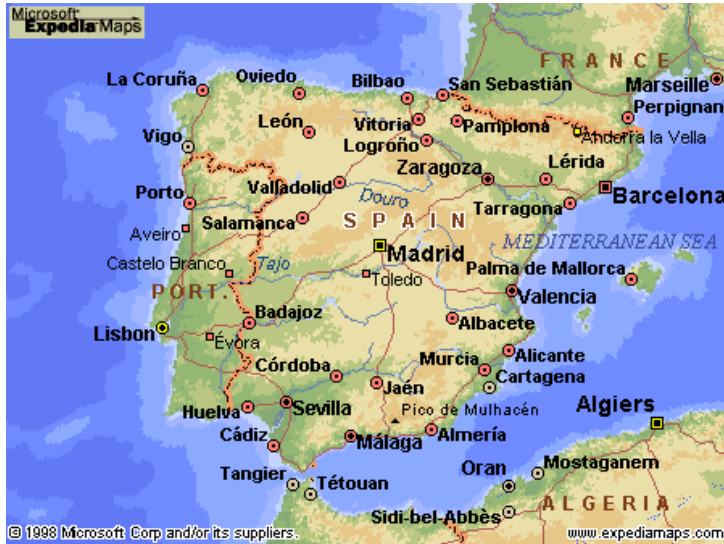 Microsoft®
Expedia Maps
FRANCE
La Coruña
Oviedo
Bilbao
San Sebastián
Marseille
Perpignan
Vigo
León
Vitoria
Pamplona
Andorra la Vella
Logroño
Zaragoza
Lérida
Valladolid
Porto
Douro
Barcelona
Salamanca
SPAIN
Tarragona
Aveiro
Madrid
MEDITERRANEAN SEA
Castelo Branco
Tajo
Toledo
Palma de Mallorca
PORT.
Valencia
Badajoz
Lisbon
Évora
Albacete
Córdoba
Murcia
Alicante
Jaén
Cartagena
Huelva
Sevilla
Pico de Mulhacén
Algiers
Cádiz
Málaga
Almería
Tangier
Tétouan
Oran
Mostaganem
Sidi-bel-Abbès
ALGERIA
© 1998 Microsoft Corp and/or its suppliers.
www.expediamaps.com